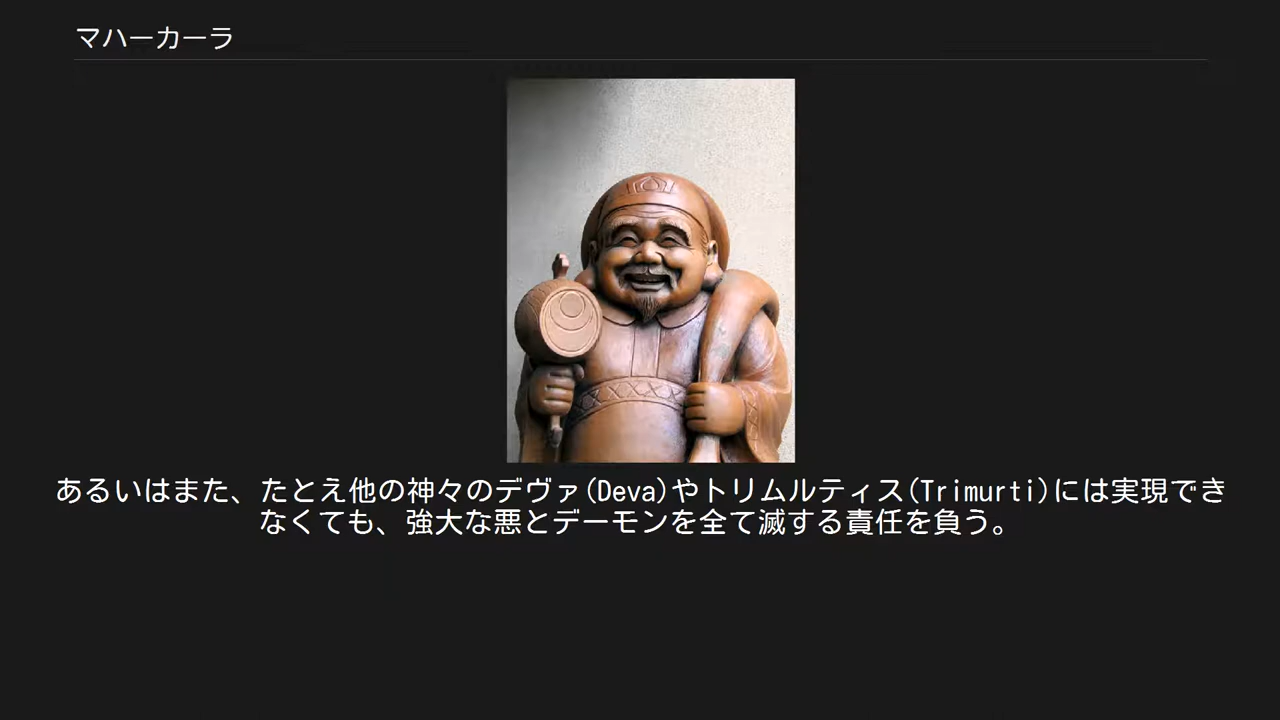 マハーカーラ
あるいはまた、たとえ他の神々のデヴァ(Deva)やトリムルティス(Trimurti)には実現でき
なくても、強大な悪とデーモンを全て滅する責任を負う。